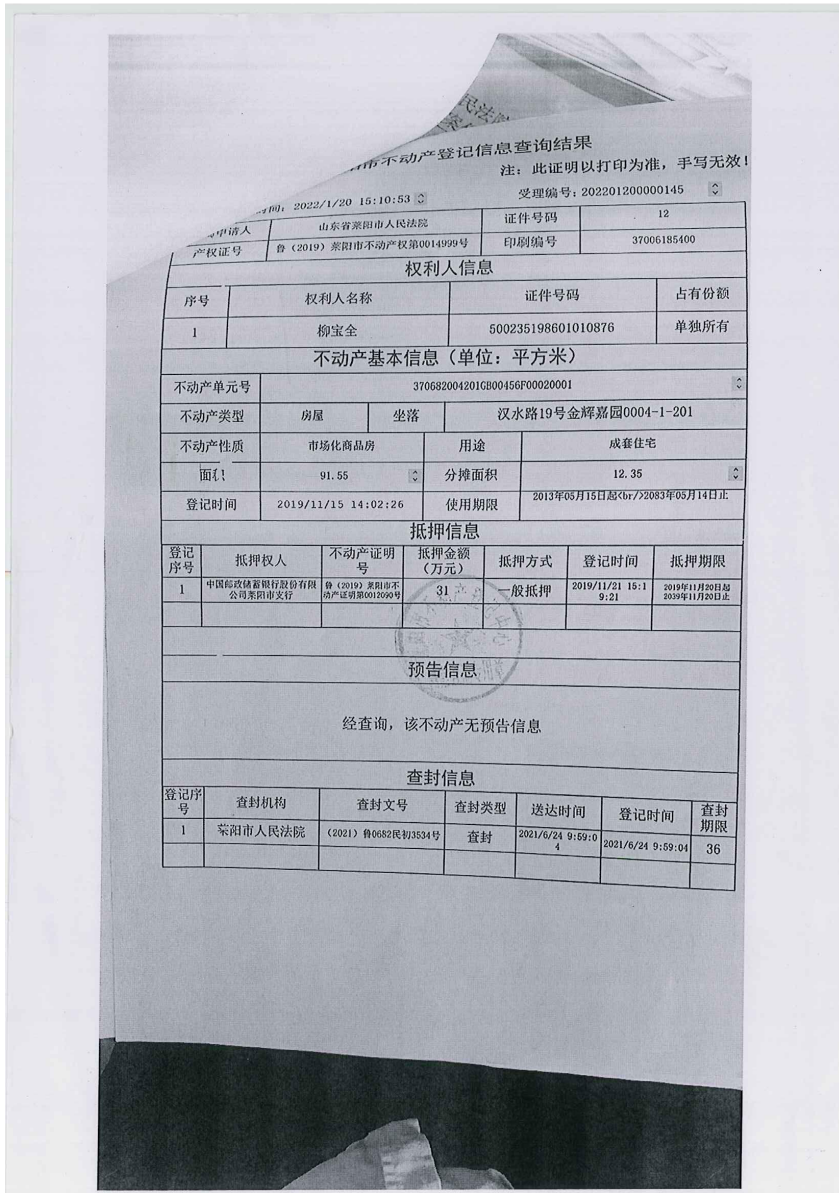 民法院
市不动产登记信息查询结果
注：此证明以打印为准，手写无效！
时间：2022/1/20 15:10:53 受理编号：202201200000145
申请人 山东省莱阳市人民法院 证件号码 12
产权证号 鲁（2019）莱阳市不动产权第0014999号 印刷编号 37006185400
权利人信息
序号 权利人名称 证件号码 占有份额
1 柳宝全 500235198601010876 单独所有
不动产基本信息（单位：平方米）
不动产单元号 370682004201GB00456F00020001
不动产类型 房屋 坐落 汉水路19号金辉嘉园0004-1-201
不动产性质 市场化商品房 用途 成套住宅
面积 91.55 分摊面积 12.35
登记时间 2019/11/15 14:02:26 使用期限 2013年05月15日起<br/>2083年05月14日止
抵押信息
登记序号 抵押权人 不动产证明号 抵押金额（万元） 抵押方式 登记时间 抵押期限
1 中国邮政储蓄银行股份有限公司莱阳市支行 鲁（2019）莱阳市不动产证明第0012090号 31 一般抵押 2019/11/21 15:19:21 2019年11月20日起2039年11月20日止
预告信息
经查询，该不动产无预告信息
查封信息
登记序号 查封机构 查封文号 查封类型 送达时间 登记时间 查封期限
1 莱阳市人民法院 （2021）鲁0682民初3534号 查封 2021/6/24 9:59:04 2021/6/24 9:59:04 36